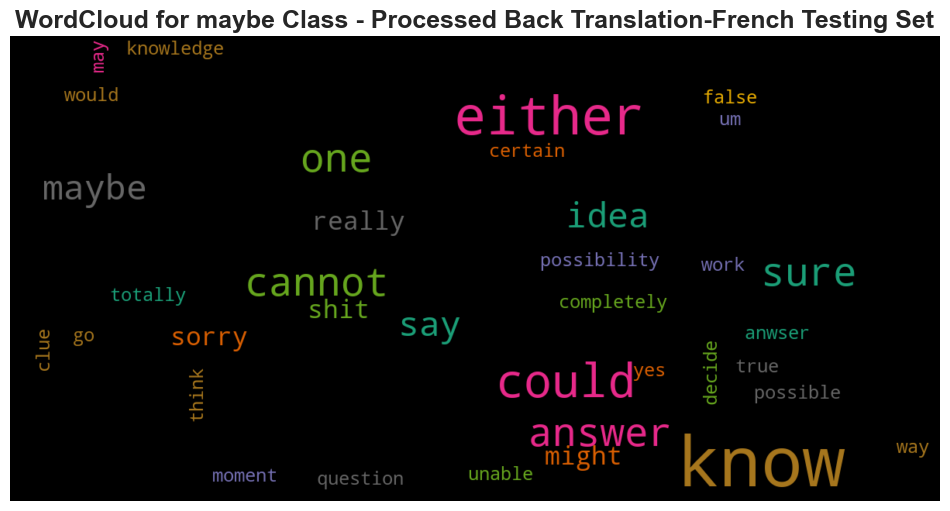 WordCloud for maybe Class - Processed Back Translation-French Testing Set
may
knowledge
would
either
false
um
certain
one
maybe
really
idea
possibility
work
sure
cannot
totally
completely
shit
say
sorry
clue
go
anwser
decide
true
yes
could
possible
think
answer
might
know
way
moment
question
unable